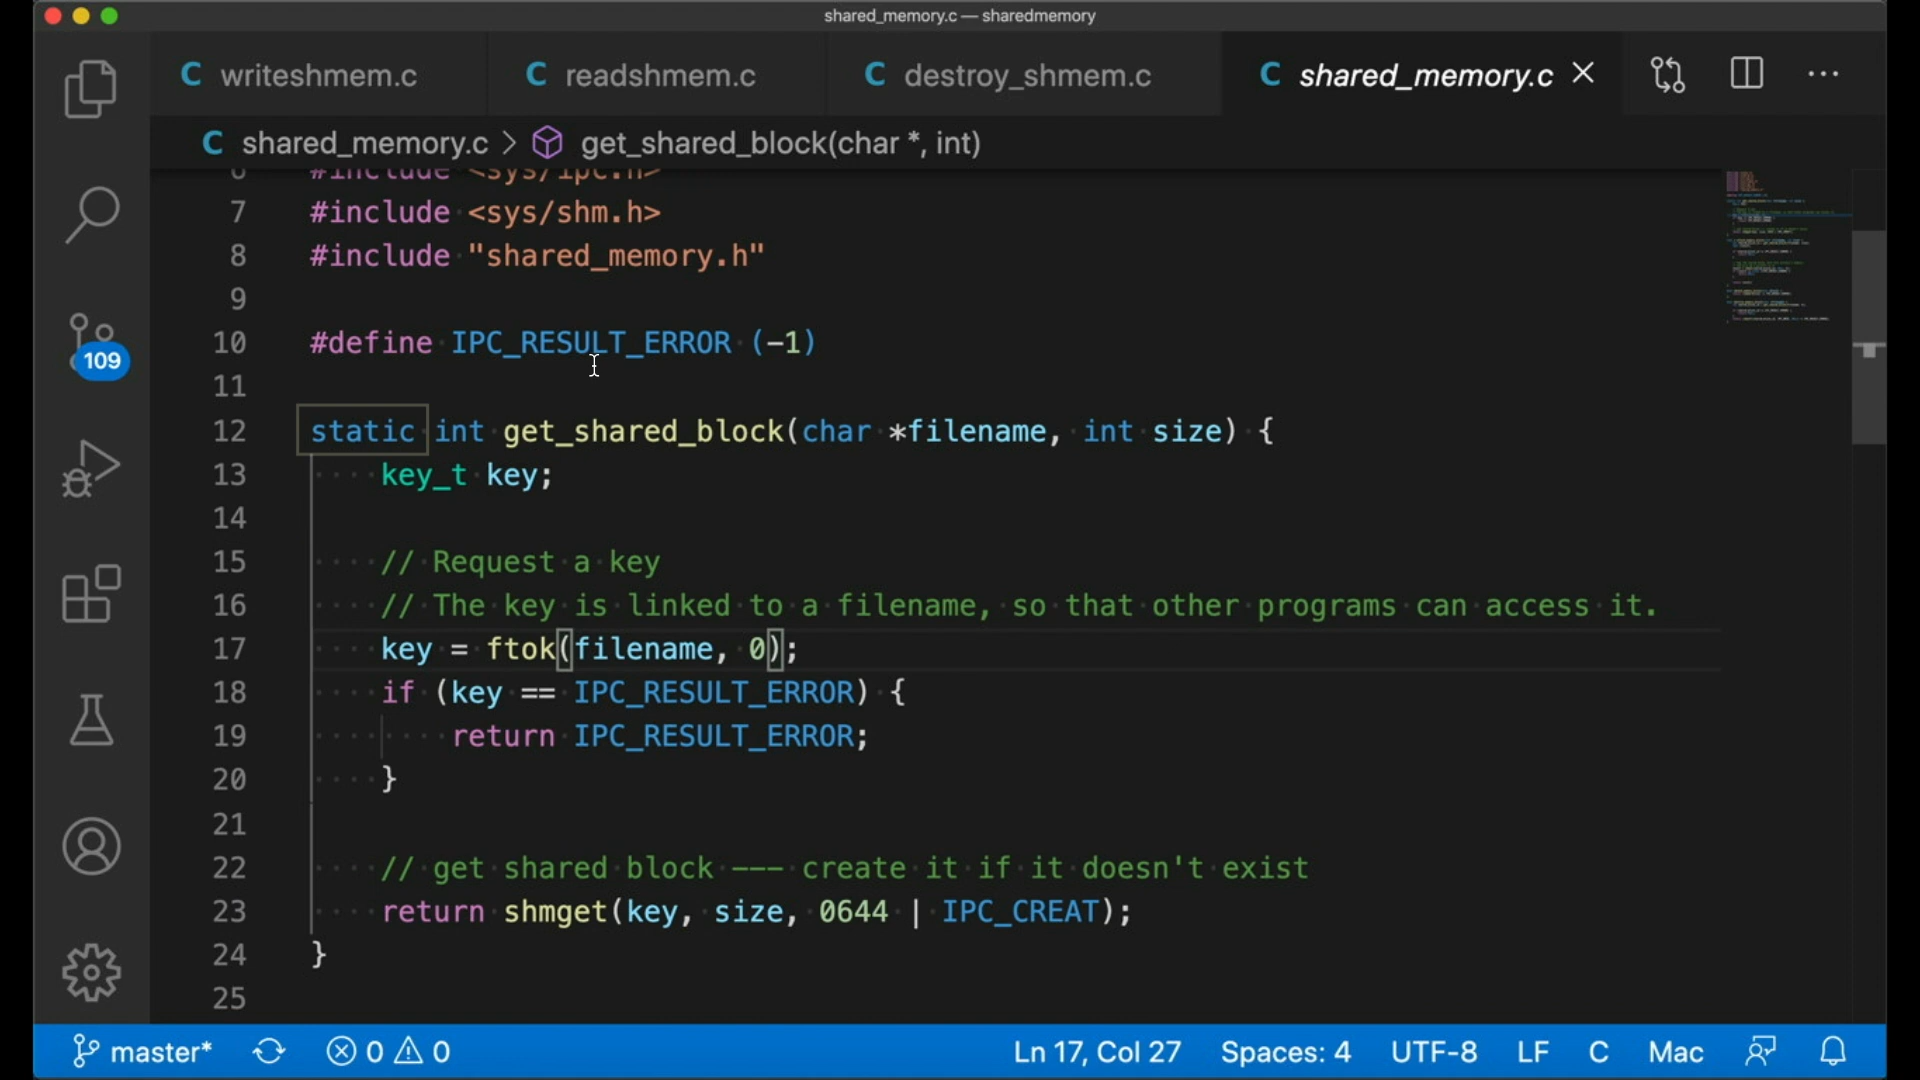 shared_memory.c — sharedmemory
C writeshmem.c C readshmem.c C destroy_shmem.c C shared_memory.c
C shared_memory.c > get_shared_block(char *, int)
6 #include <sys/ipc.h>
7 #include <sys/shm.h>
8 #include "shared_memory.h"
9
10 #define IPC_RESULT_ERROR (-1)
11
12 static int get_shared_block(char *filename, int size) {
13 key_t key;
14
15 // Request a key
16 // The key is linked to a filename, so that other programs can access it.
17 key = ftok(filename, 0);
18 if (key == IPC_RESULT_ERROR) {
19 return IPC_RESULT_ERROR;
20 }
21
22 // get shared block --- create it if it doesn't exist
23 return shmget(key, size, 0644 | IPC_CREAT);
24 }
25
109
master* 0 0 Ln 17, Col 27 Spaces: 4 UTF-8 LF C Mac